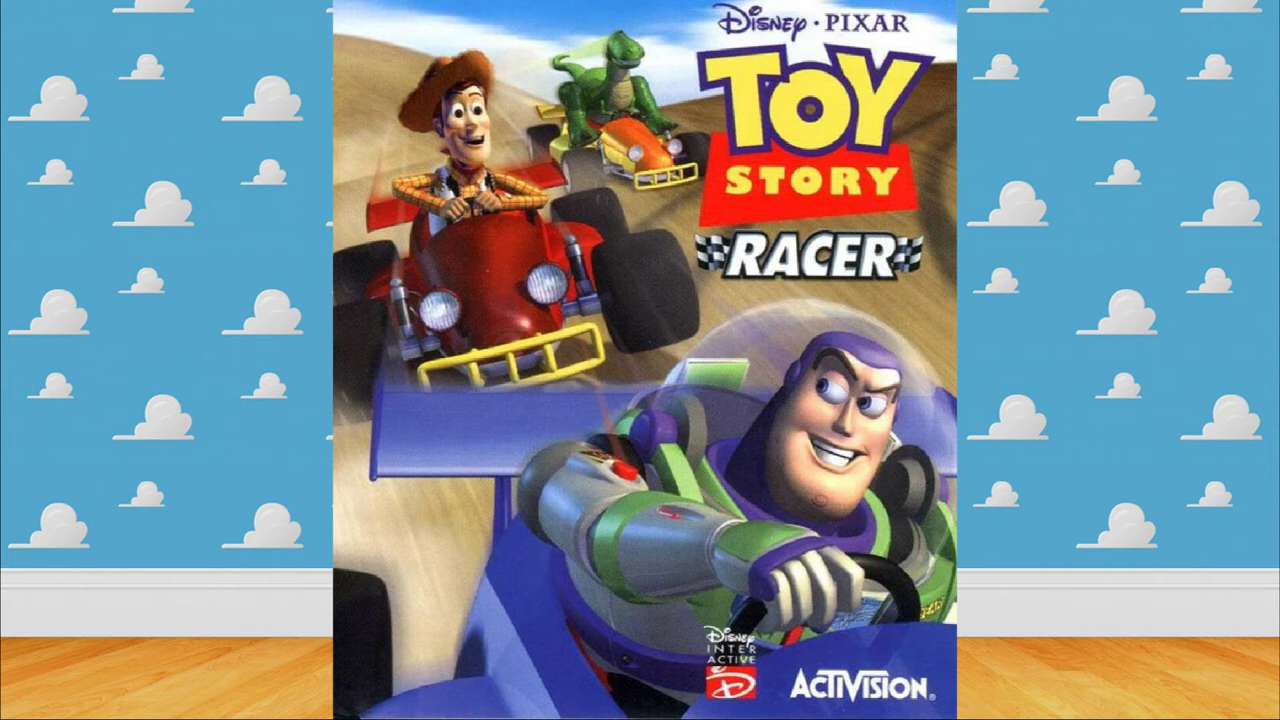 Disney · PIXAR
TOY
STORY
RACER
Disney
INTER
ACTIVE
D
ACTIVISION®